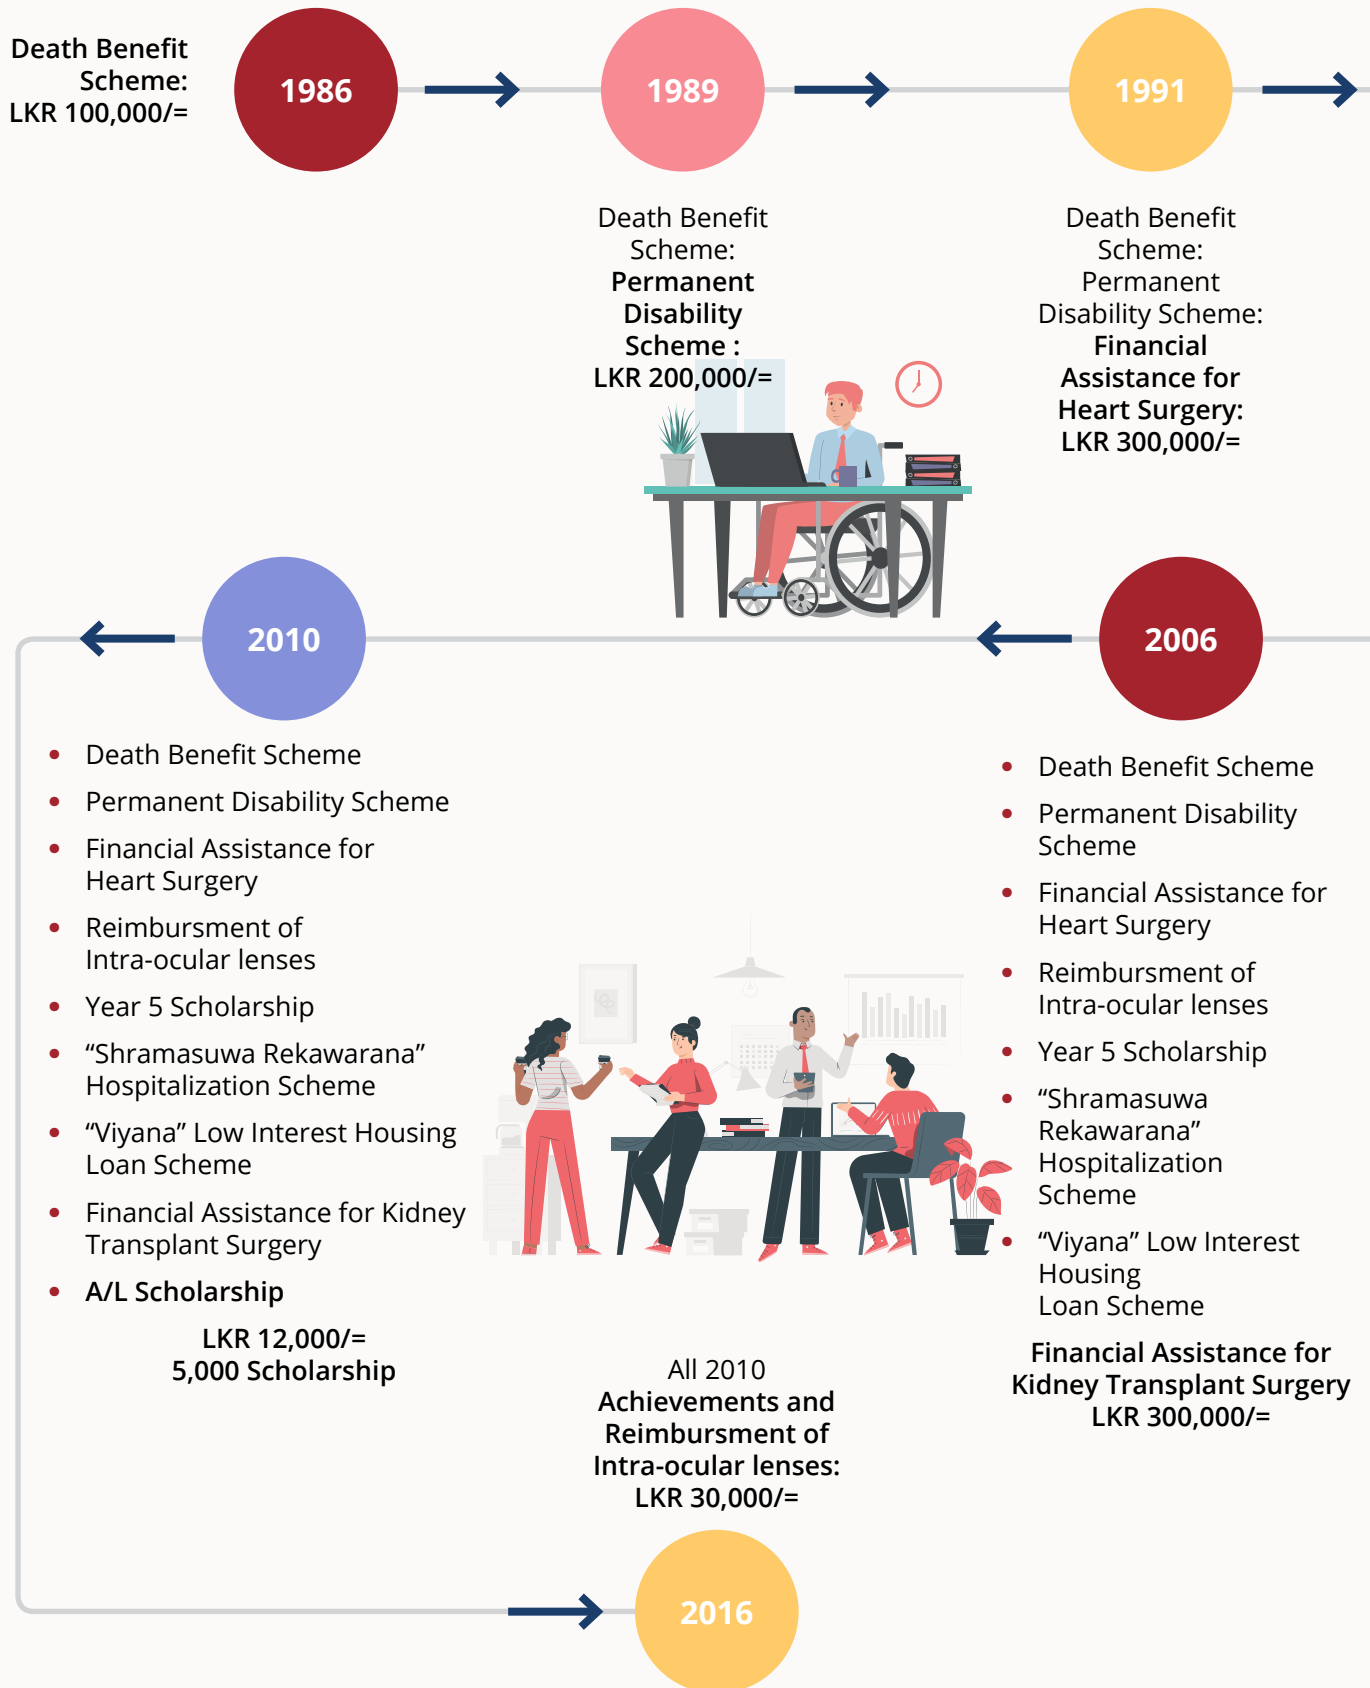 Death Benefit
Scheme:
LKR 100,000/=
1986
1989
Death Benefit
Scheme:
Permanent
Disability
Scheme :
LKR 200,000/=
1991
Death Benefit
Scheme:
Permanent
Disability Scheme:
Financial
Assistance for
Heart Surgery:
LKR 300,000/=
2006
• Death Benefit Scheme
• Permanent Disability
Scheme
• Financial Assistance for
Heart Surgery
• Reimbursment of
Intra-ocular lenses
• Year 5 Scholarship
• “Shramasuwa
Rekawarana”
Hospitalization
Scheme
• “Viyana” Low Interest
Housing
Loan Scheme
Financial Assistance for
Kidney Transplant Surgery
LKR 300,000/=
2010
• Death Benefit Scheme
• Permanent Disability Scheme
• Financial Assistance for
Heart Surgery
• Reimbursment of
Intra-ocular lenses
• Year 5 Scholarship
• “Shramasuwa Rekawarana”
Hospitalization Scheme
• “Viyana” Low Interest Housing
Loan Scheme
• Financial Assistance for Kidney
Transplant Surgery
• A/L Scholarship
LKR 12,000/=
5,000 Scholarship
All 2010
Achievements and
Reimbursment of
Intra-ocular lenses:
LKR 30,000/=
2016